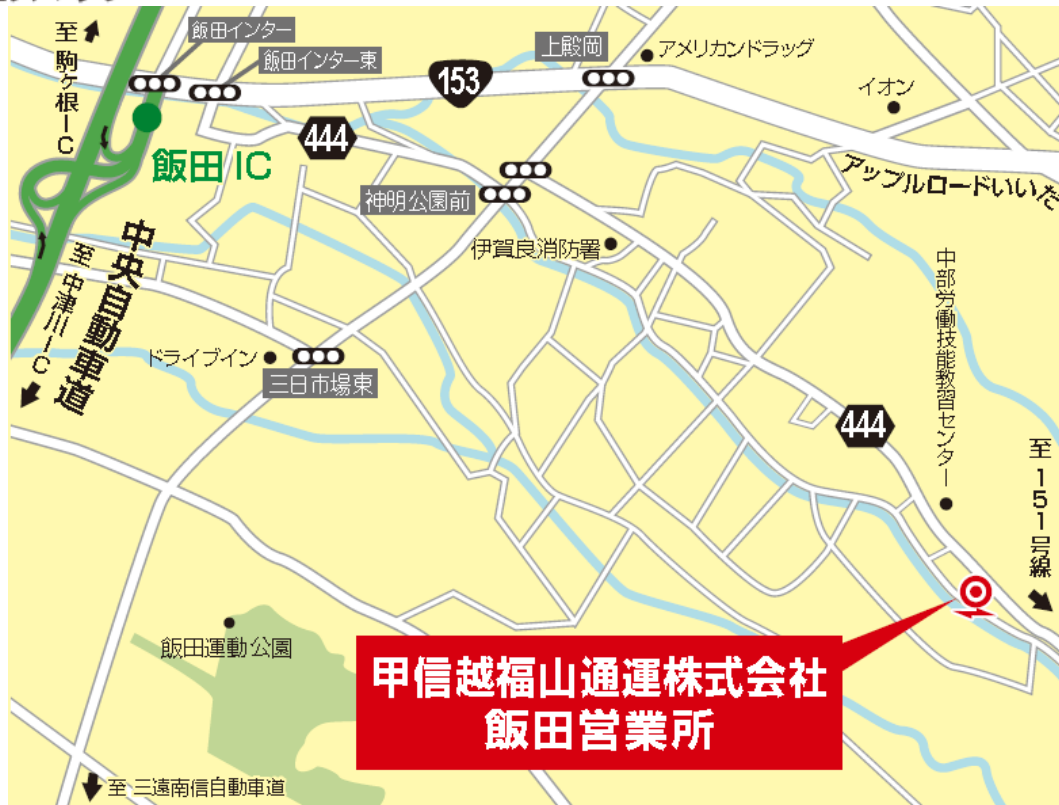 至 駒ヶ根IC
飯田インター
飯田インター東
上殿岡
アメリカンドラッグ
153
イオン
444
飯田 IC
アップルロードいいだ
神明公園前
伊賀良消防署
中央自動車道
至 中津川IC
中部労働技能教習センター
ドライブイン
三日市場東
444
至 151号線
飯田運動公園
甲信越福山通運株式会社
飯田営業所
至 三遠南信自動車道